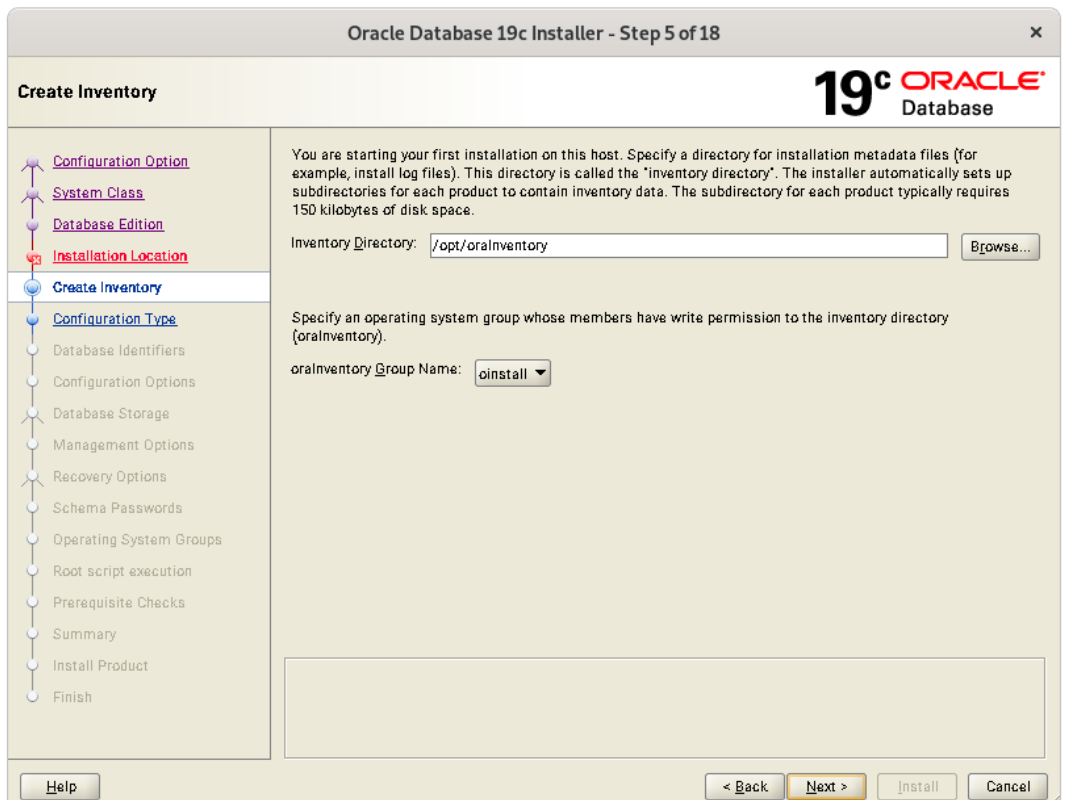 Oracle Database 19c Installer - Step 5 of 18
×
Create Inventory
19c ORACLE
Database
Configuration Option
System Class
Database Edition
Installation Location
Create Inventory
Configuration Type
Database Identifiers
Configuration Options
Database Storage
Management Options
Recovery Options
Schema Passwords
Operating System Groups
Root script execution
Prerequisite Checks
Summary
Install Product
Finish
You are starting your first installation on this host. Specify a directory for installation metadata files (for
example, install log files). This directory is called the "inventory directory". The installer automatically sets up
subdirectories for each product to contain inventory data. The subdirectory for each product typically requires
150 kilobytes of disk space.
Inventory Directory: /opt/oraInventory Browse...
Specify an operating system group whose members have write permission to the inventory directory
(oraInventory).
oraInventory Group Name: oinstall
Help < Back Next > Install Cancel